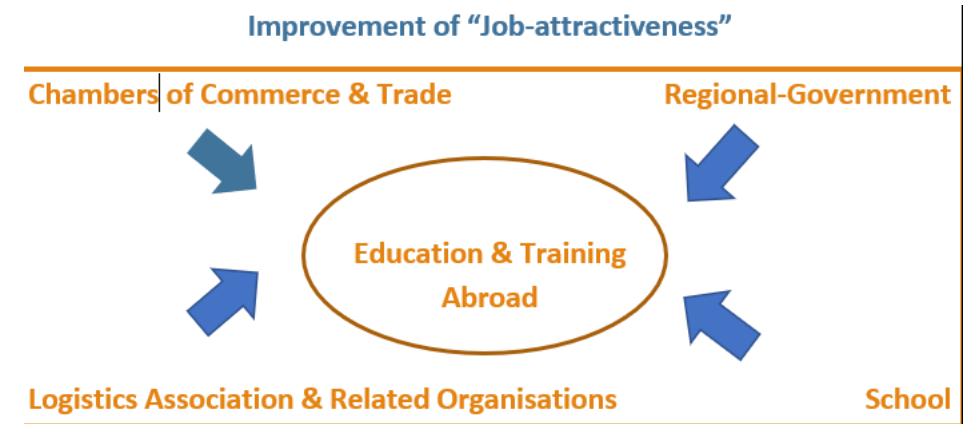 Improvement of “Job-attractiveness”
Chambers of Commerce & Trade
Regional-Government
Education & Training
Abroad
Logistics Association & Related Organisations
School